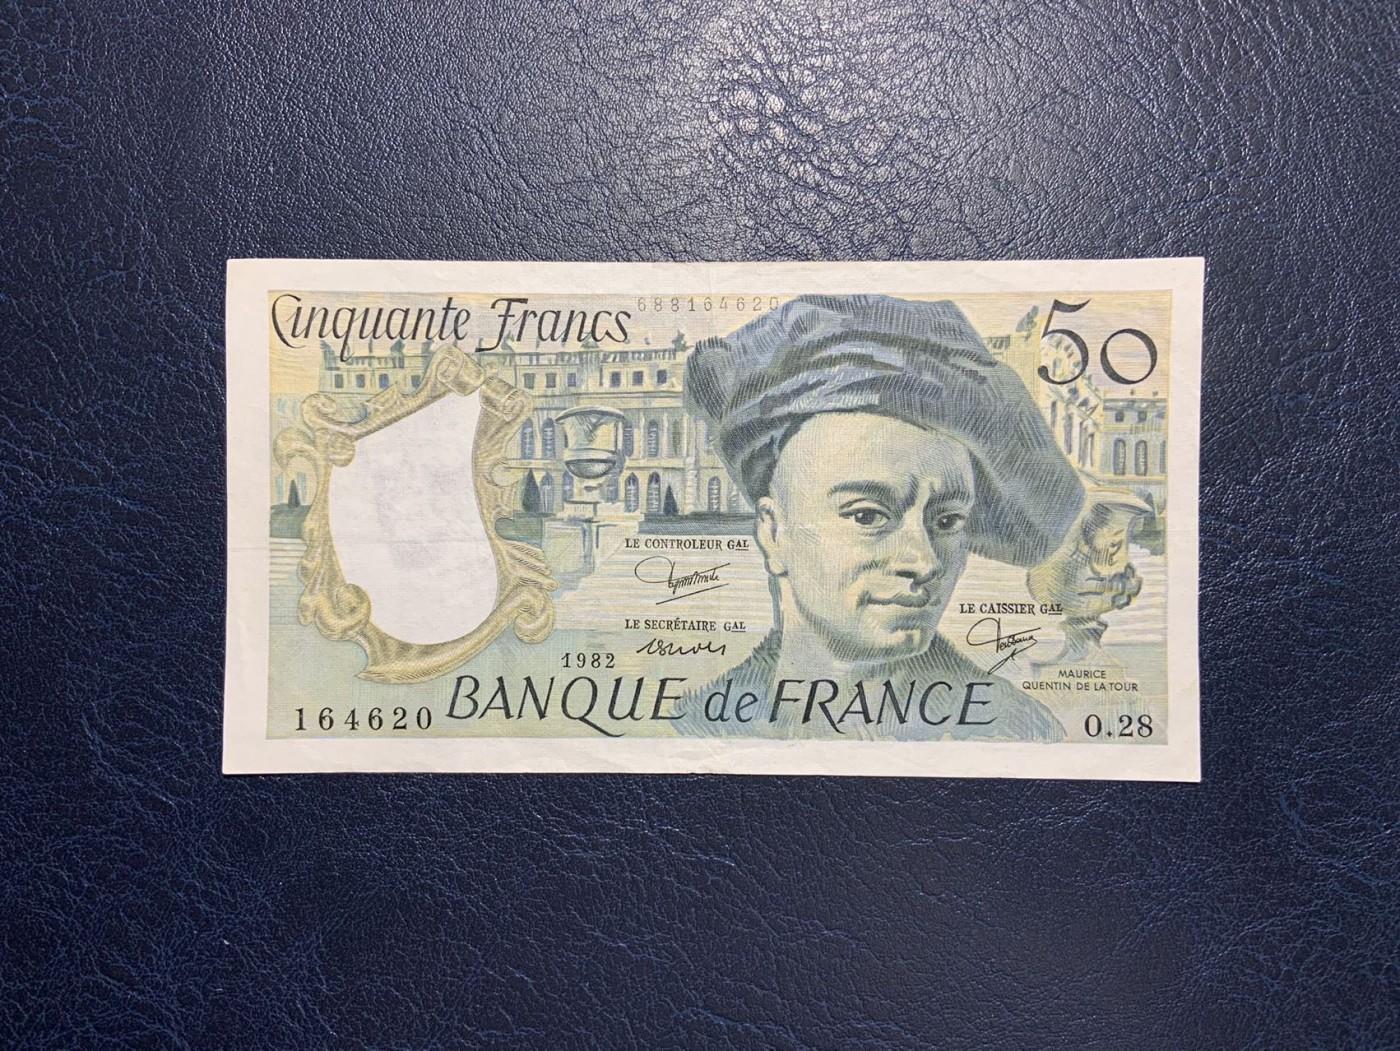 Cinquante Francs
688164620
50
LE CONTROLEUR GAL
LE SECRÉTAIRE GAL
LE CAISSIER GAL
1982
MAURICE
QUENTIN DE LA TOUR
164620
BANQUE de FRANCE
O.28